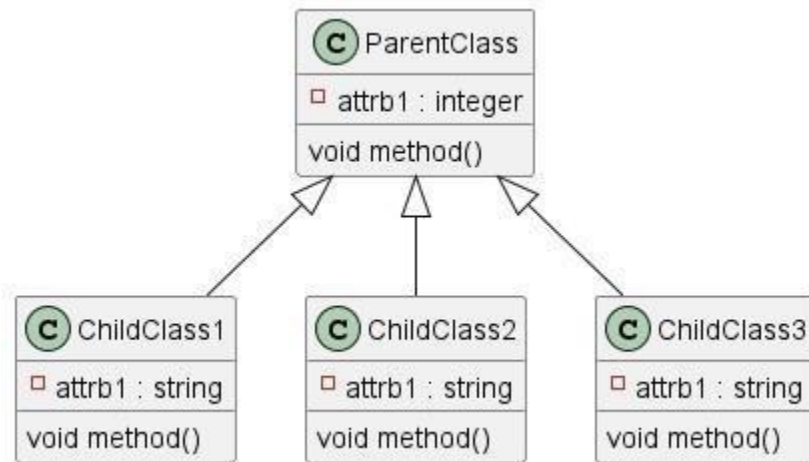 C ParentClass
attrb1 : integer
void method()
C ChildClass1
attrb1 : string
void method()
C ChildClass2
attrb1 : string
void method()
C ChildClass3
attrb1 : string
void method()